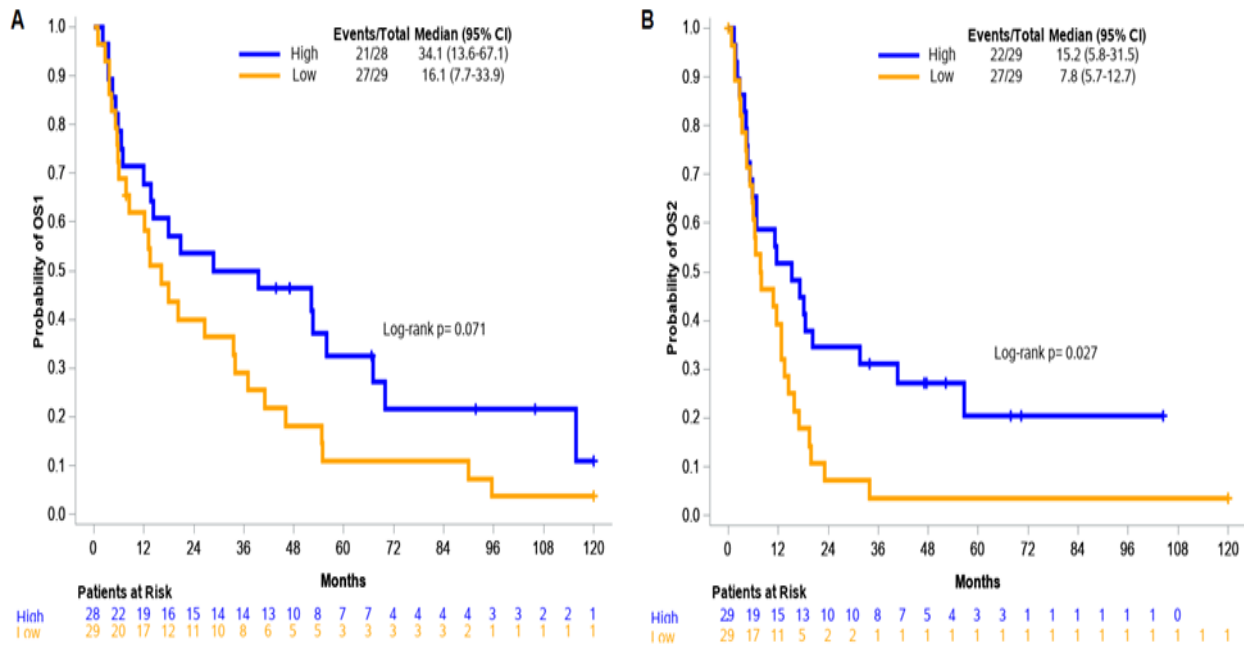 A
Events/Total Median (95% CI)
High 21/28 34.1 (13.6-67.1)
Low 27/29 16.1 (7.7-33.9)
Probability of OS1
1.0
0.9
0.8
0.7
0.6
0.5
0.4
0.3
0.2
0.1
0.0
Log-rank p= 0.071
0 12 24 36 48 60 72 84 96 108 120
Months
Patients at Risk
High 28 22 19 16 15 14 14 13 10 8 7 7 4 4 4 4 3 3 2 2 1
Low 29 20 17 12 11 10 8 6 5 5 3 3 3 3 3 2 1 1 1 1 1
B
Events/Total Median (95% CI)
High 22/29 15.2 (5.8-31.5)
Low 27/29 7.8 (5.7-12.7)
Probability of OS2
1.0
0.9
0.8
0.7
0.6
0.5
0.4
0.3
0.2
0.1
0.0
Log-rank p= 0.027
0 12 24 36 48 60 72 84 96 108 120
Months
Patients at Risk
High 29 19 15 13 10 10 8 7 5 4 3 3 1 1 1 1 1 1 0
Low 29 17 11 5 2 2 1 1 1 1 1 1 1 1 1 1 1 1 1 1 1